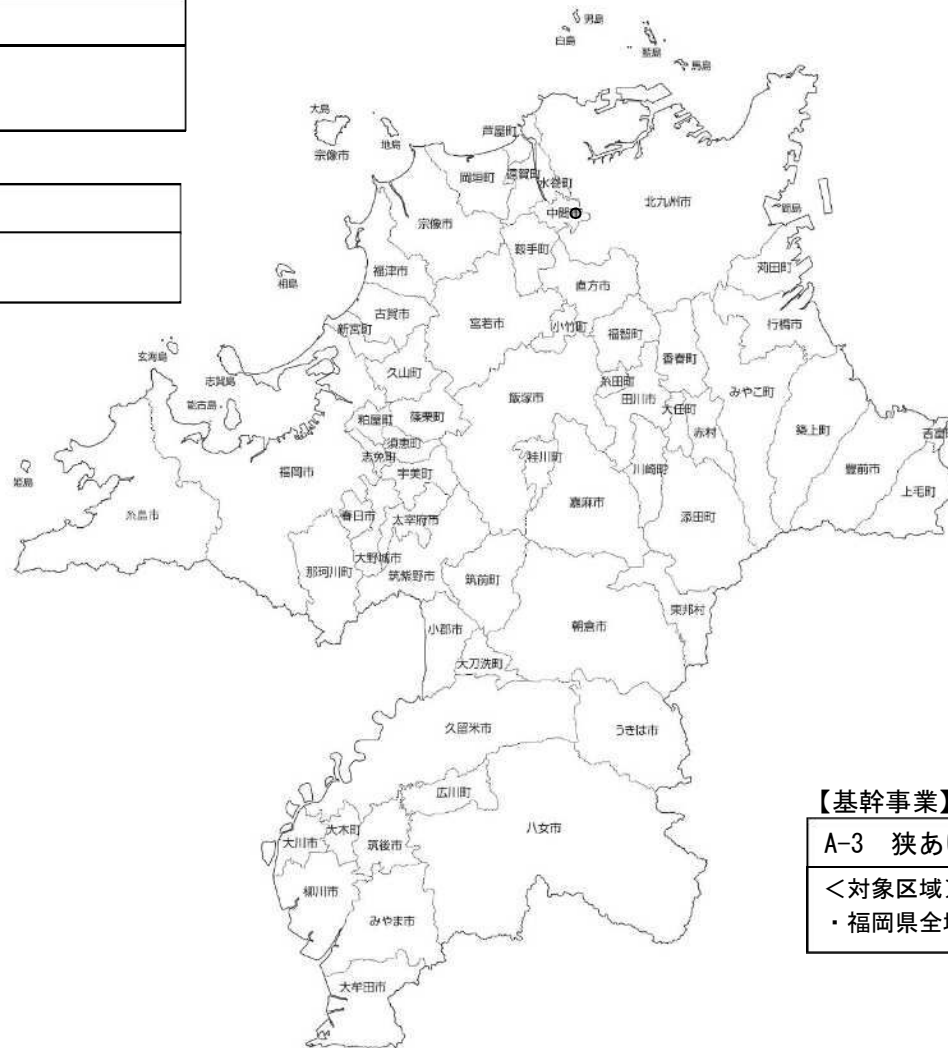 男島
白島
藍島
馬島
大島
宗像市
地島
芦屋町
岡垣町
遠賀町
水巻町
北九州市
中間
宗像市
鞍手町
苅田町
相島
福津市
直方市
古賀市
新宮町
宮若市
小竹町
福智町
行橋市
玄海島
香春町
志賀島
久山町
糸田町
みやこ町
能古島
飯塚市
田川市
大任町
粕屋町
篠栗町
赤村
築上町
須恵町
志免町
福岡市
宇美町
桂川町
川崎町
豊前市
姫島
嘉麻市
上毛町
糸島市
春日市
太宰府市
添田町
大野城市
那珂川町
筑紫野市
筑前町
東邦村
小郡市
朝倉市
大刀洗町
久留米市
うきは市
広川町
【基幹事業】
大木町
八女市
A-3 狭あ
大川市
筑後市
<対象区域
柳川市
・福岡県全
みやま市
大牟田市